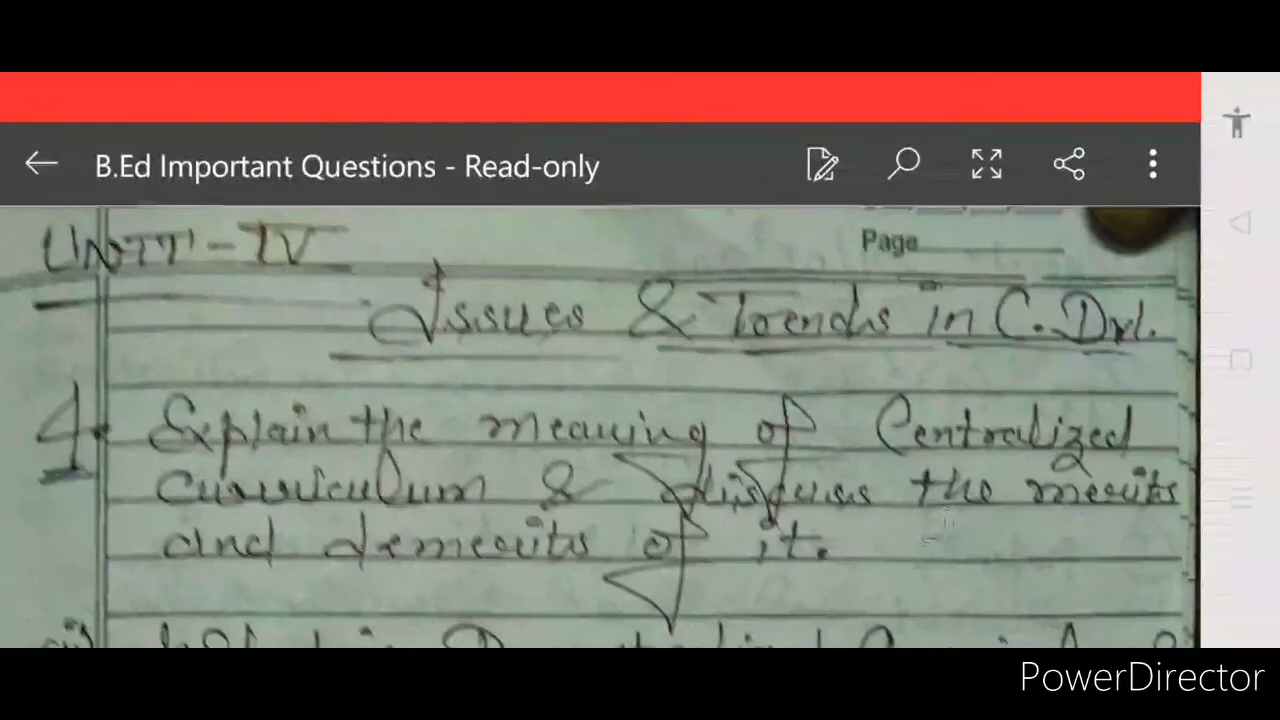 B.Ed Important Questions - Read-only
UNIT-IV
Page
Issues & Trends in C.Dvl.
1. Explain the meaning of Centralized
Curriculum & discuss the merits
and demerits of it.
PowerDirector